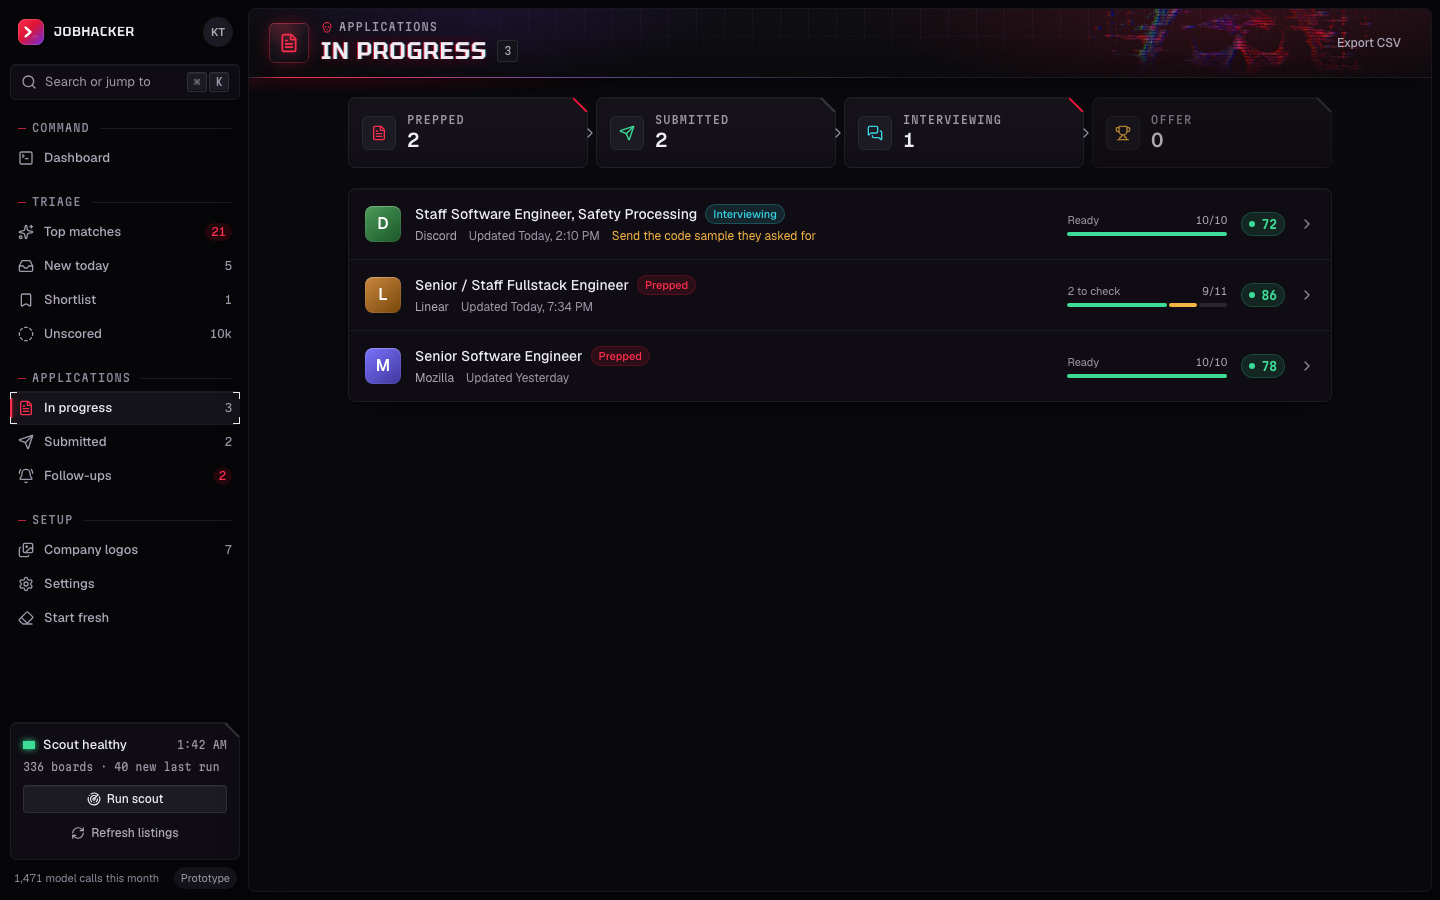 JOBHACKER
KT
Search or jump to ⌘ K
COMMAND
Dashboard
TRIAGE
Top matches 21
New today 5
Shortlist 1
Unscored 10k
APPLICATIONS
In progress 3
Submitted 2
Follow-ups 2
SETUP
Company logos 7
Settings
Start fresh
Scout healthy 1:42 AM
336 boards · 40 new last run
Run scout
Refresh listings
1,471 model calls this month Prototype
APPLICATIONS
IN PROGRESS 3
Export CSV
PREPPED
2
SUBMITTED
2
INTERVIEWING
1
OFFER
0
D
Staff Software Engineer, Safety Processing Interviewing
Discord Updated Today, 2:10 PM Send the code sample they asked for
Ready 10/10
72
L
Senior / Staff Fullstack Engineer Prepped
Linear Updated Today, 7:34 PM
2 to check 9/11
86
M
Senior Software Engineer Prepped
Mozilla Updated Yesterday
Ready 10/10
78